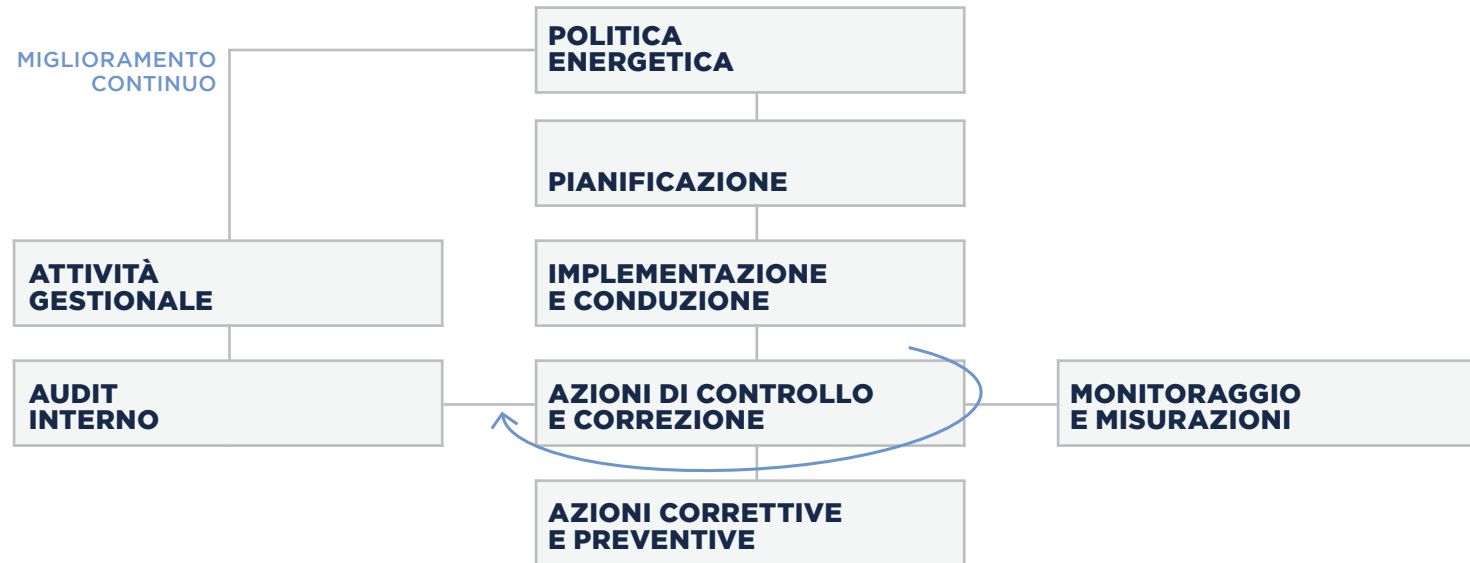 MIGLIORAMENTO
CONTINUO
POLITICA
ENERGETICA
PIANIFICAZIONE
ATTIVITÀ
GESTIONALE
IMPLEMENTAZIONE
E CONDUZIONE
AUDIT
INTERNO
AZIONI DI CONTROLLO
E CORREZIONE
MONITORAGGIO
E MISURAZIONI
AZIONI CORRETTIVE
E PREVENTIVE